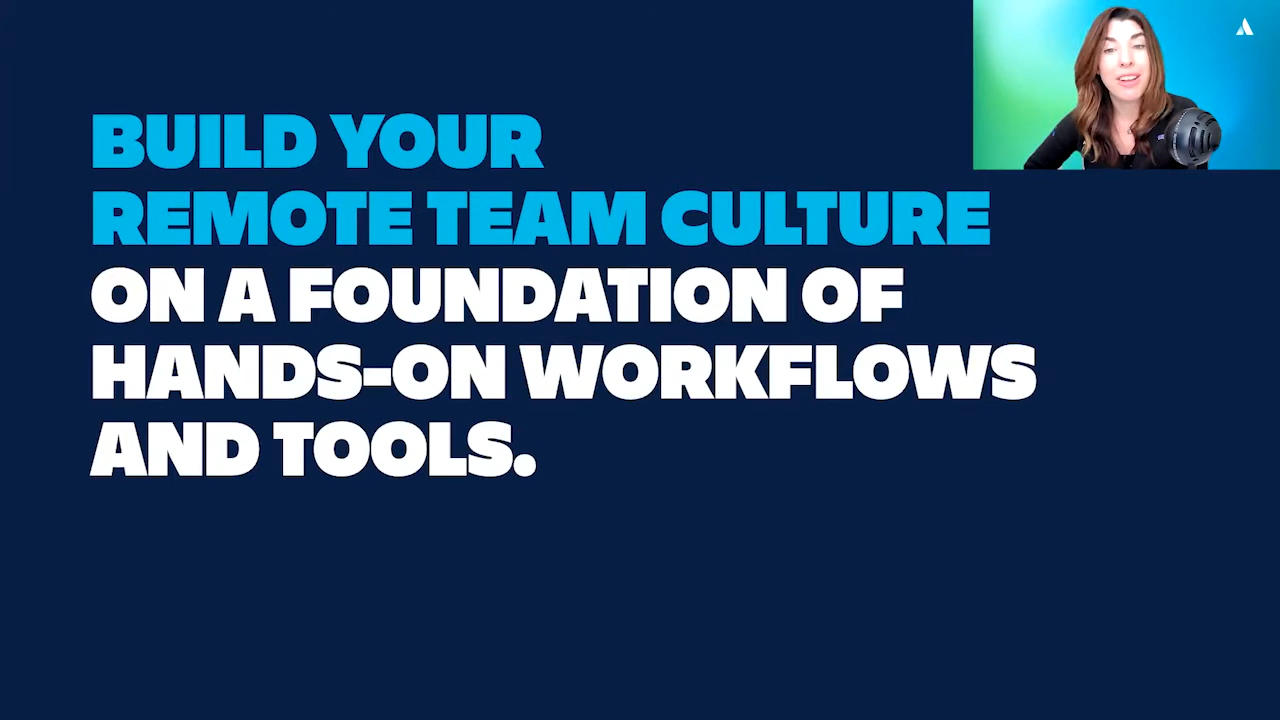 BUILD YOUR
REMOTE TEAM CULTURE
ON A FOUNDATION OF
HANDS-ON WORKFLOWS
AND TOOLS.